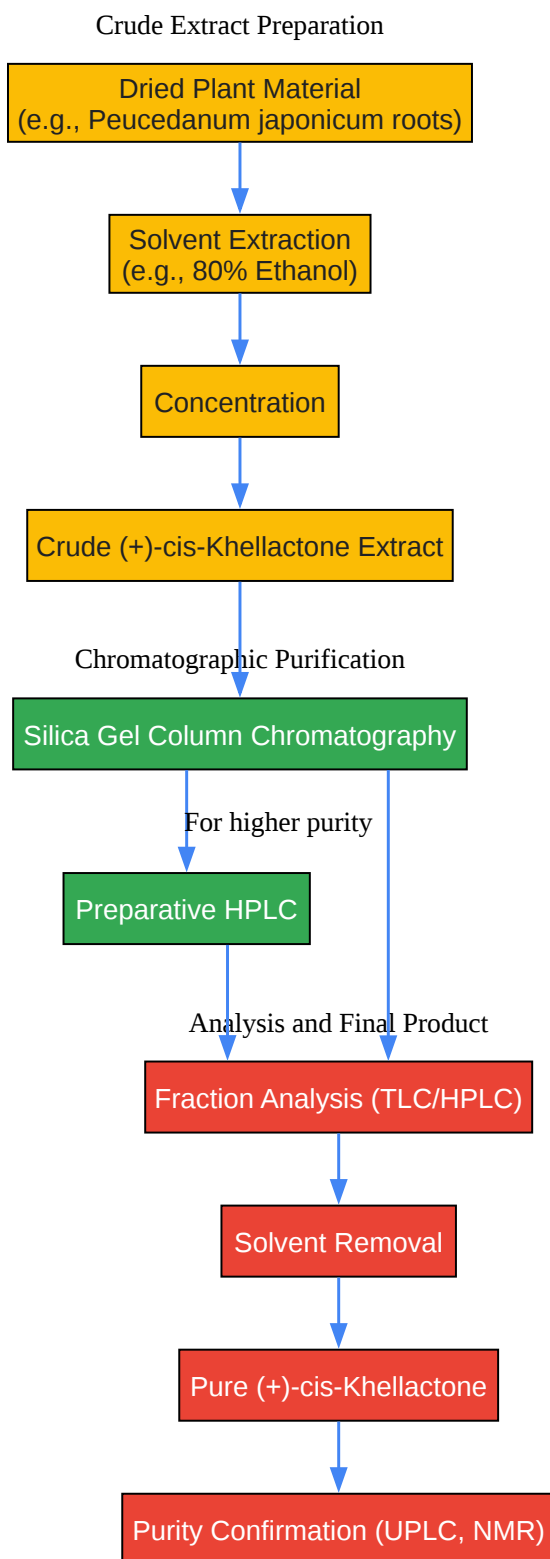 Crude Extract Preparation
Dried Plant Material
(e.g., Peucedanum japonicum roots)
Solvent Extraction
(e.g., 80% Ethanol)
Concentration
Crude (+)-cis-Khellactone Extract
Chromatographic Purification
Silica Gel Column Chromatography
For higher purity
Preparative HPLC
Analysis and Final Product
Fraction Analysis (TLC/HPLC)
Solvent Removal
Pure (+)-cis-Khellactone
Purity Confirmation (UPLC, NMR)